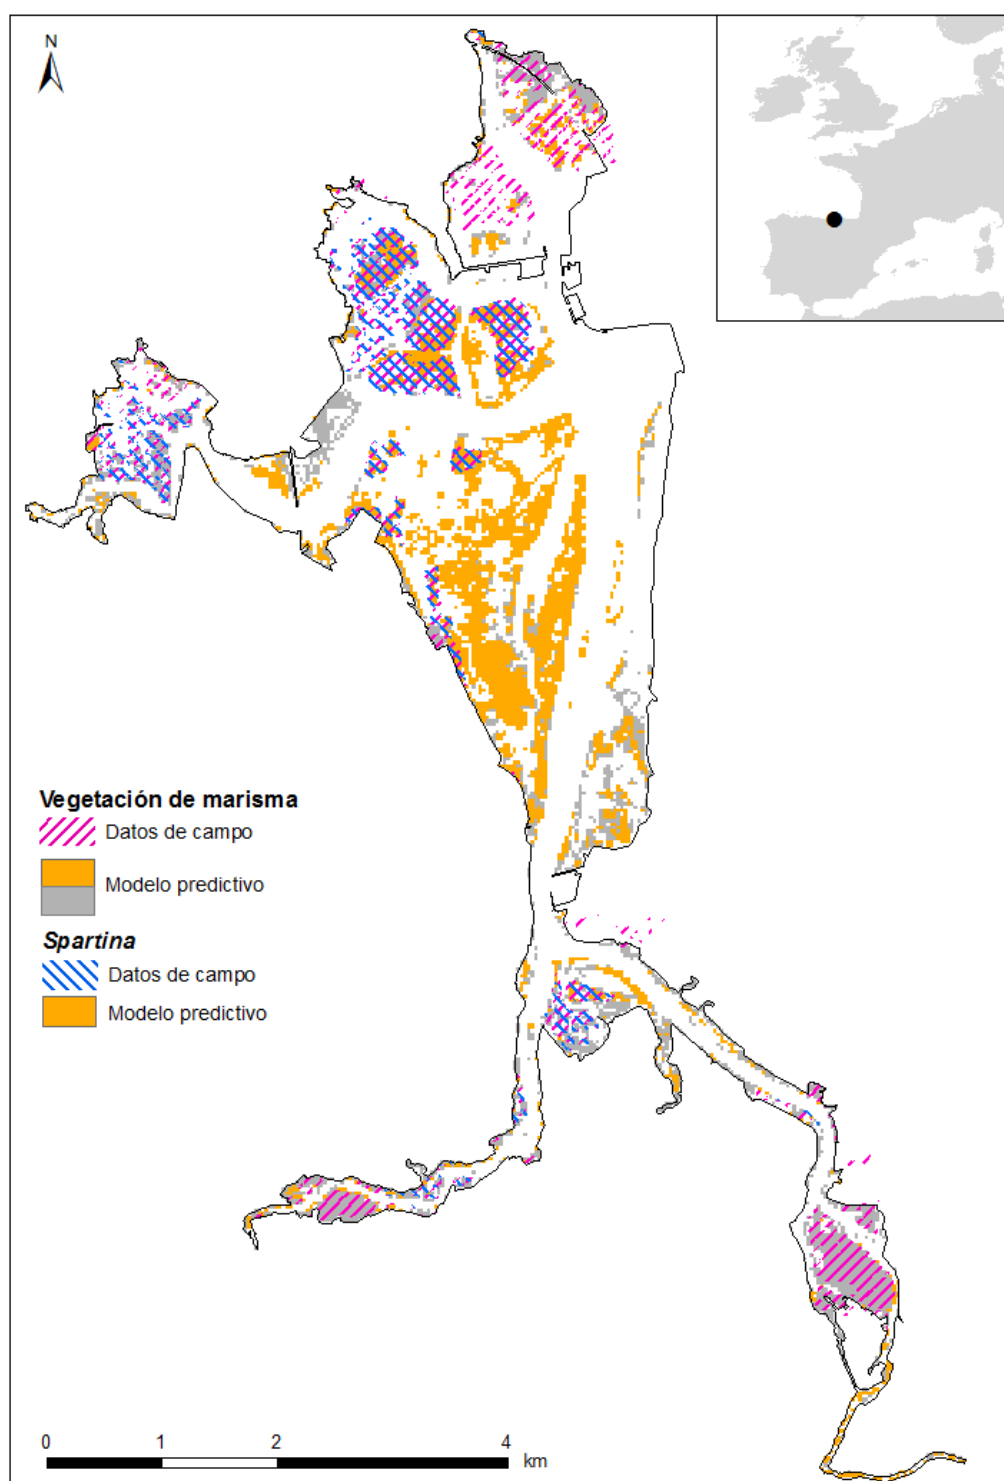 N
Vegetación de marisma
Datos de campo
Modelo predictivo
Spartina
Datos de campo
Modelo predictivo
0 1 2 4
km